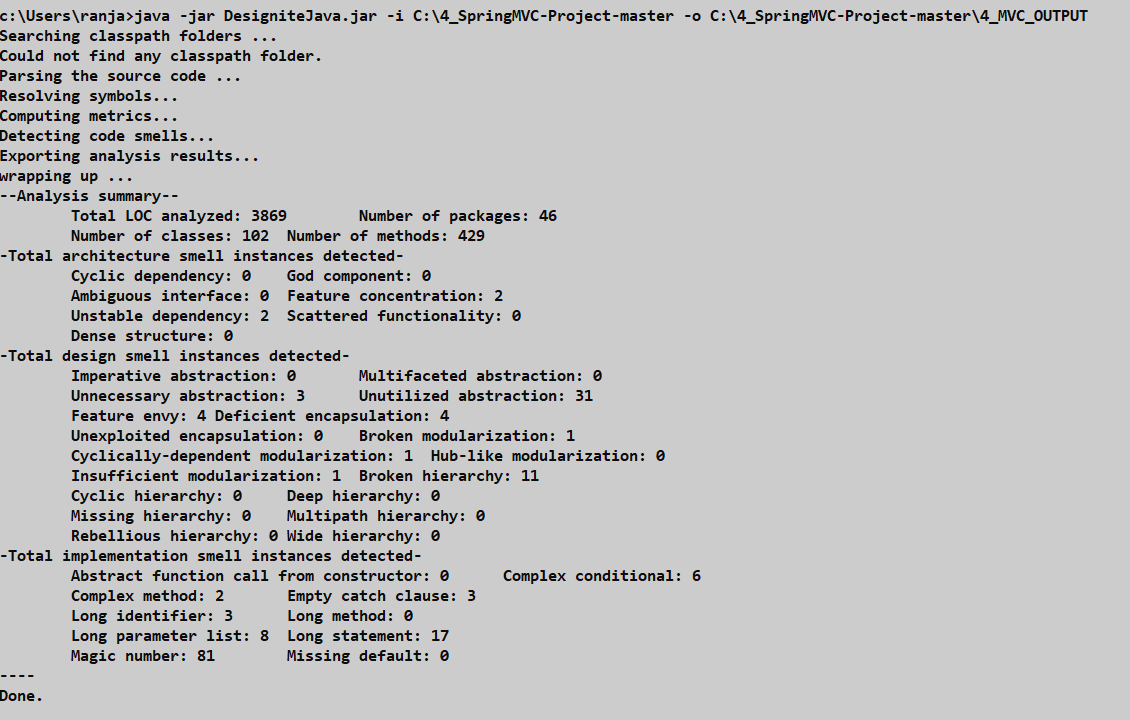 c:\Users\ranja>java -jar DesigniteJava.jar -i C:\4_SpringMVC-Project-master -o C:\4_SpringMVC-Project-master\4_MVC_OUTPUT
Searching classpath folders ...
Could not find any classpath folder.
Parsing the source code ...
Resolving symbols...
Computing metrics...
Detecting code smells...
Exporting analysis results...
wrapping up ...
--Analysis summary--
        Total LOC analyzed: 3869        Number of packages: 46
        Number of classes: 102  Number of methods: 429
-Total architecture smell instances detected-
        Cyclic dependency: 0    God component: 0
        Ambiguous interface: 0  Feature concentration: 2
        Unstable dependency: 2  Scattered functionality: 0
        Dense structure: 0
-Total design smell instances detected-
        Imperative abstraction: 0       Multifaceted abstraction: 0
        Unnecessary abstraction: 3      Unutilized abstraction: 31
        Feature envy: 4 Deficient encapsulation: 4
        Unexploited encapsulation: 0    Broken modularization: 1
        Cyclically-dependent modularization: 1  Hub-like modularization: 0
        Insufficient modularization: 1  Broken hierarchy: 11
        Cyclic hierarchy: 0     Deep hierarchy: 0
        Missing hierarchy: 0    Multipath hierarchy: 0
        Rebellious hierarchy: 0 Wide hierarchy: 0
-Total implementation smell instances detected-
        Abstract function call from constructor: 0      Complex conditional: 6
        Complex method: 2       Empty catch clause: 3
        Long identifier: 3      Long method: 0
        Long parameter list: 8  Long statement: 17
        Magic number: 81        Missing default: 0
----
Done.